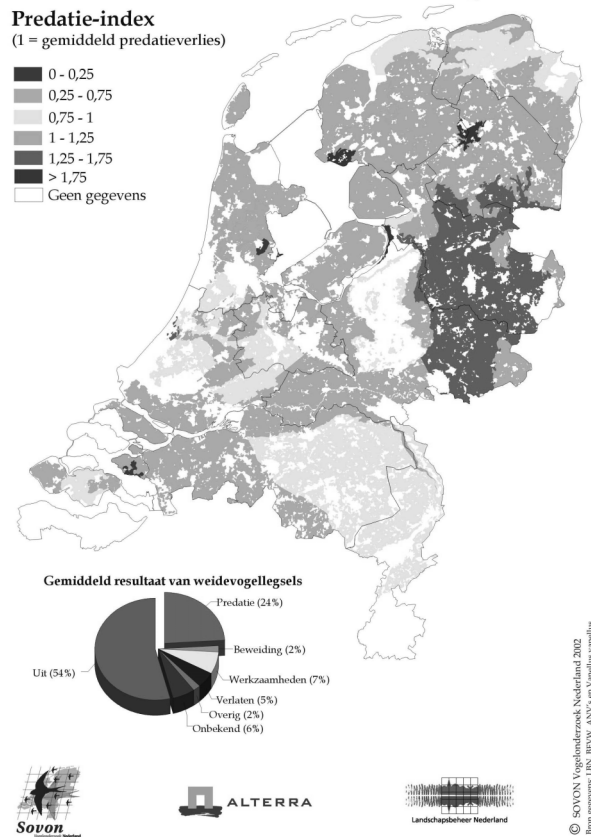 Predatie-index
(1 = gemiddeld predatieverlies)
0 - 0,25
0,25 - 0,75
0,75 - 1
1 - 1,25
1,25 - 1,75
> 1,75
Geen gegevens
Gemiddeld resultaat van weidevogellegsels
Predatie (24%)
Beweiding (2%)
Werkzaamheden (7%)
Verlaten (5%)
Overig (2%)
Onbekend (6%)
Uit (54%)
Sovon
ALTERRA
Landschapsbeheer Nederland
© SOVON Vogelonderzoek Nederland 2002